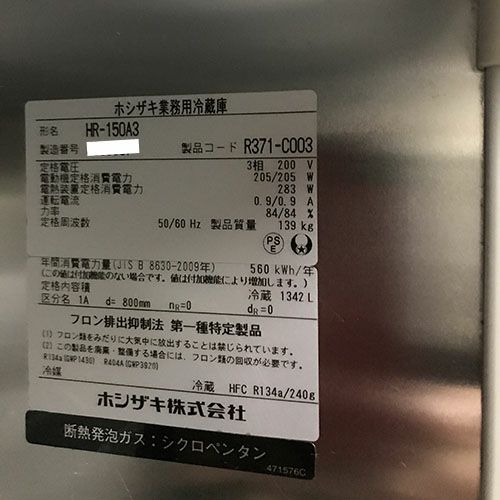 ホシザキ業務用冷蔵庫
形名 HR-150A3
製造番号 製品コード R371-C003
定格電圧 3相 200 V
電動機定格消費電力 205/205 W
電熱装置定格消費電力 283 W
運転電流 0.9/0.9 A
力率 84/84 %
定格周波数 50/60 Hz 製品質量 139 kg
PS E
年間消費電力量(JIS B 8630-2009年) 560 kWh/年
(この値は付加機能のない場合です。値は付加機能により増加します。)
定格内容積 冷蔵 1342 L
区分名 1A d= 800mm nR=0 dR=0
フロン排出抑制法 第一種特定製品
(1) フロン類をみだりに大気中に放出することは禁じられています。
(2) この製品を廃棄・整備する場合には、フロン類の回収が必要です。
R134a(GWP1430) R404A(GWP3920)
冷媒
冷蔵 HFC R134a/240g
ホシザキ株式会社
断熱発泡ガス：シクロペンタン
471576C